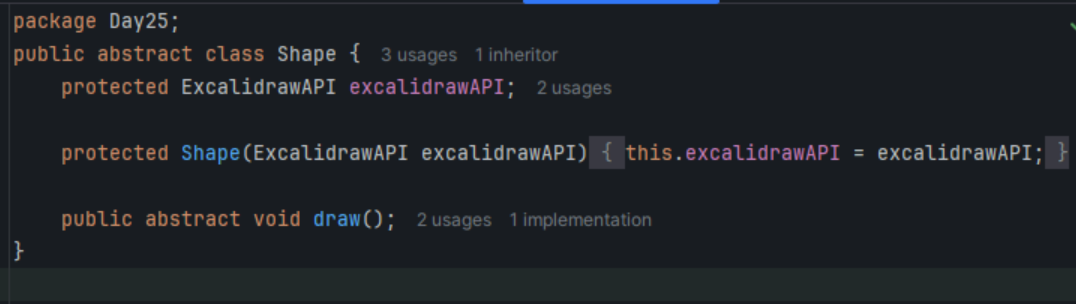 package Day25;
public abstract class Shape { 3 usages 1 inheritor
protected ExcalidrawAPI excalidrawAPI; 2 usages
protected Shape(ExcalidrawAPI excalidrawAPI) { this.excalidrawAPI = excalidrawAPI; }
public abstract void draw(); 2 usages 1 implementation
}